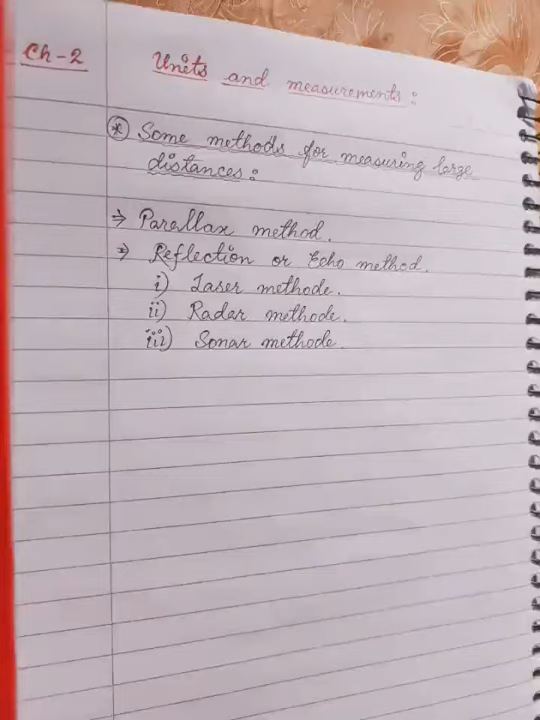 Ch-2
Units and measurements :
* Some methods for measuring large
distances :
⇒ Parallax method.
⇒ Reflection or Echo method.
i) Laser methode.
ii) Radar methode.
iii) Sonar methode.